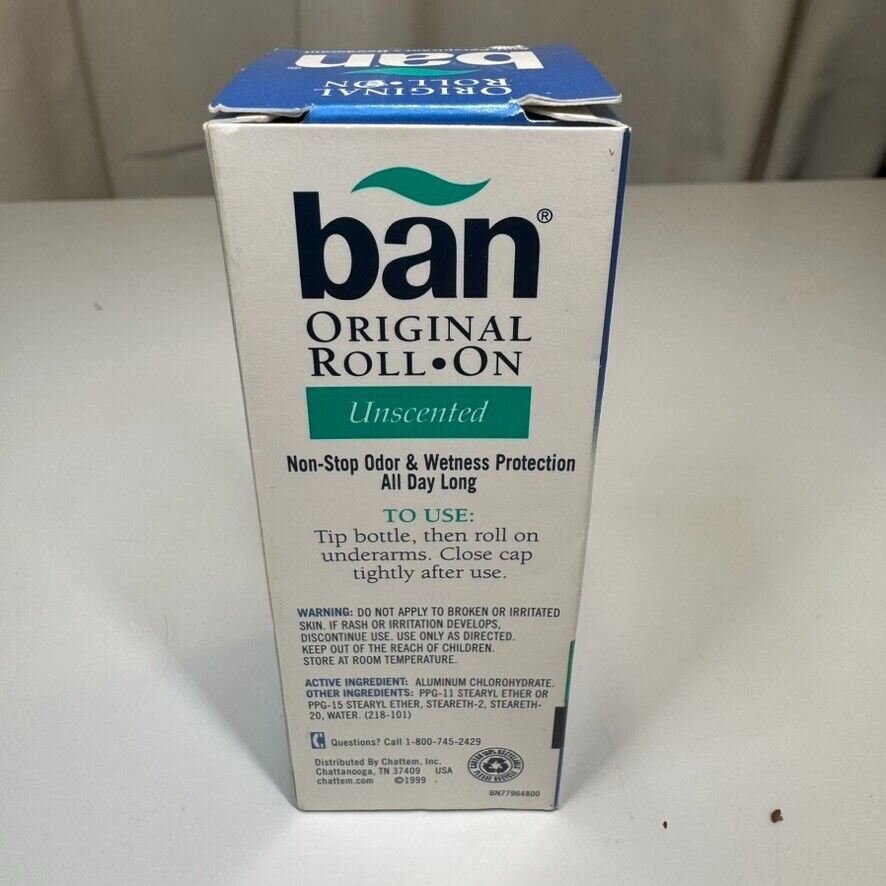 ban®
ORIGINAL
ROLL•ON
ban®
ORIGINAL
ROLL•ON
Unscented
Non-Stop Odor & Wetness Protection
All Day Long
TO USE:
Tip bottle, then roll on
underarms. Close cap
tightly after use.
WARNING: DO NOT APPLY TO BROKEN OR IRRITATED
SKIN. IF RASH OR IRRITATION DEVELOPS,
DISCONTINUE USE. USE ONLY AS DIRECTED.
KEEP OUT OF THE REACH OF CHILDREN.
STORE AT ROOM TEMPERATURE.
ACTIVE INGREDIENT: ALUMINUM CHLOROHYDRATE.
OTHER INGREDIENTS: PPG-11 STEARYL ETHER OR
PPG-15 STEARYL ETHER, STEARETH-2, STEARETH-
20, WATER. (218-101)
Questions? Call 1-800-745-2429
Distributed By Chattem, Inc.
Chattanooga, TN 37409 USA
chattem.com ©1999
CARTON 100% RECYCLED
PLEASE RECYCLE
BN77964800